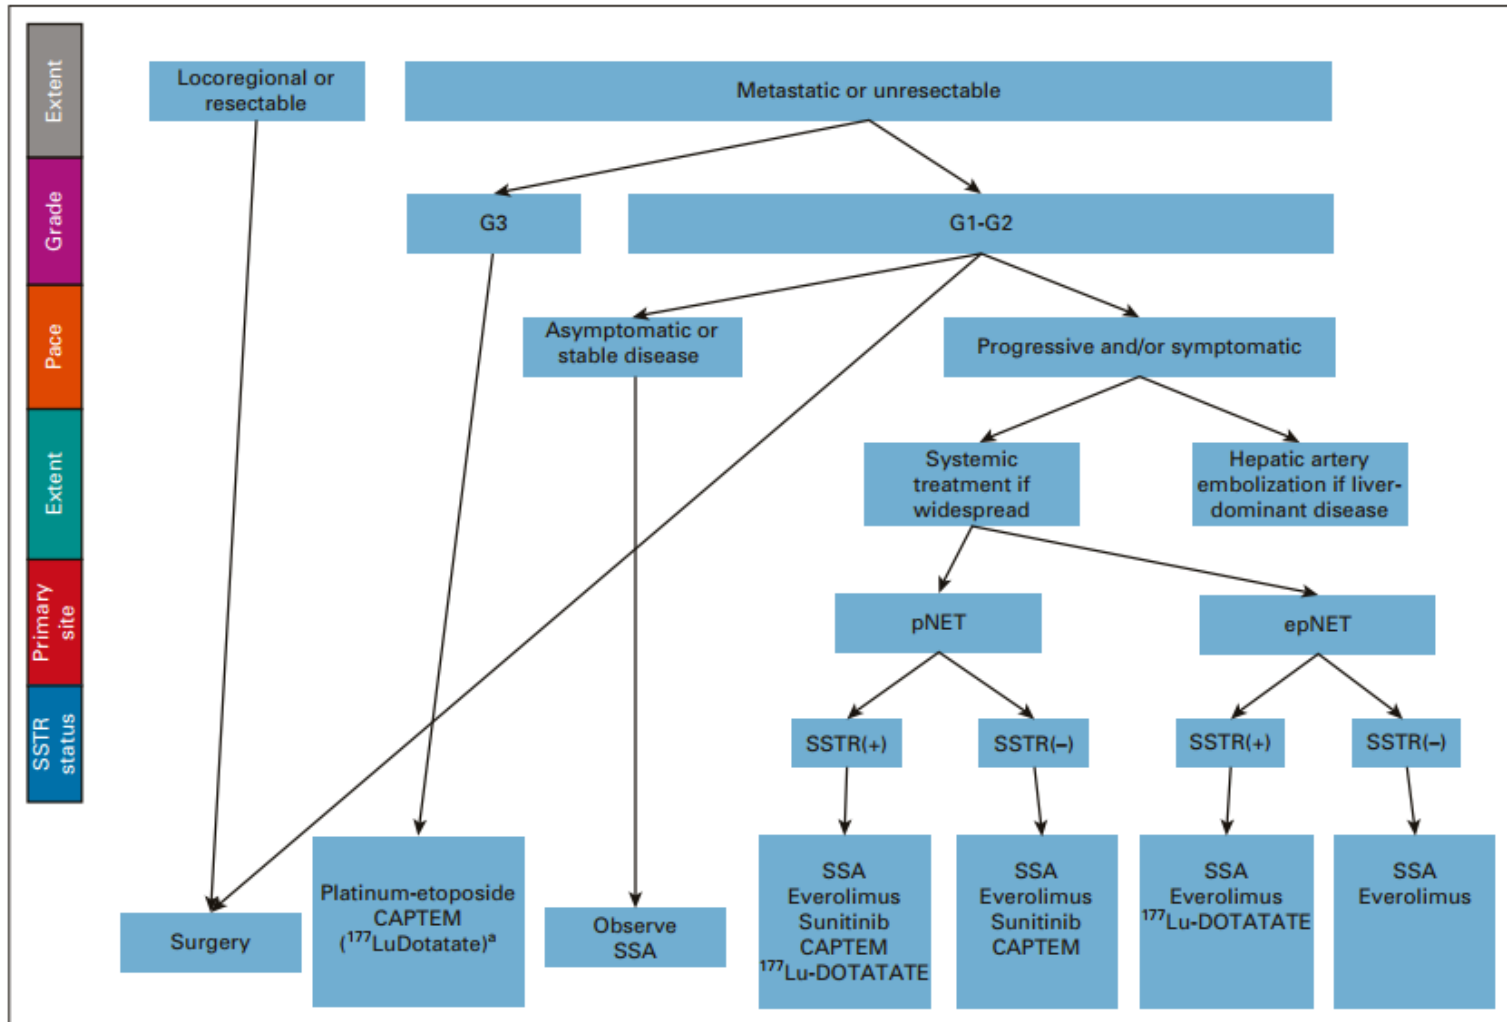 Extent
Grade
Pace
Extent
Primary
site
SSTR
status
Locoregional or
resectable
Metastatic or unresectable
G3
G1-G2
Asymptomatic or
stable disease
Progressive and/or symptomatic
Systemic
treatment if
widespread
Hepatic artery
embolization if liver-
dominant disease
pNET
epNET
SSTR(+)
SSTR(–)
SSTR(+)
SSTR(–)
Surgery
Platinum-etoposide
CAPTEM
(¹⁷⁷LuDotatate)ᵃ
Observe
SSA
SSA
Everolimus
Sunitinib
CAPTEM
¹⁷⁷Lu-DOTATATE
SSA
Everolimus
Sunitinib
CAPTEM
SSA
Everolimus
¹⁷⁷Lu-DOTATATE
SSA
Everolimus